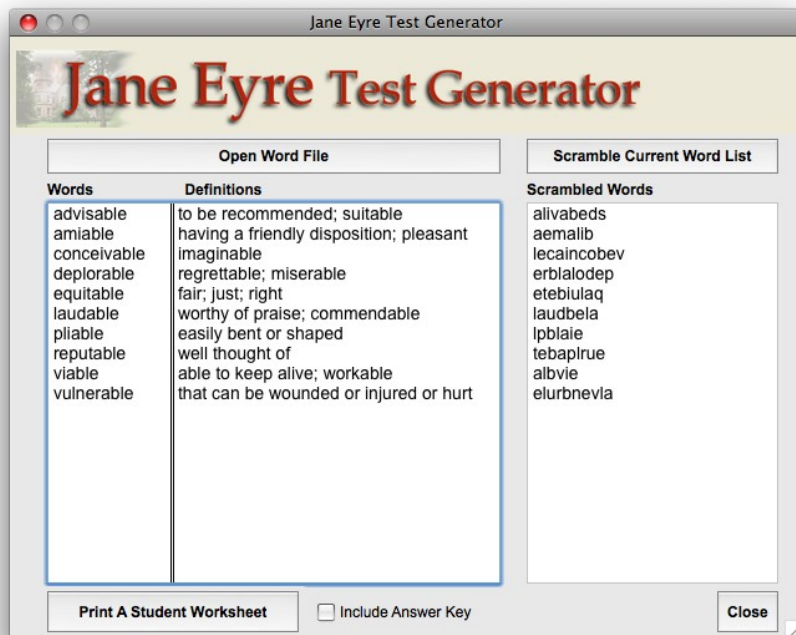 Jane Eyre Test Generator
Jane Eyre Test Generator
Open Word File
Scramble Current Word List
Words Definitions Scrambled Words
advisable to be recommended; suitable alivabeds
amiable having a friendly disposition; pleasant aemalib
conceivable imaginable lecaincobev
deplorable regrettable; miserable erblalodep
equitable fair; just; right etebiulaq
laudable worthy of praise; commendable laudbela
pliable easily bent or shaped lpblaie
reputable well thought of tebaplrue
viable able to keep alive; workable albvie
vulnerable that can be wounded or injured or hurt elurbnevla
Print A Student Worksheet Include Answer Key Close